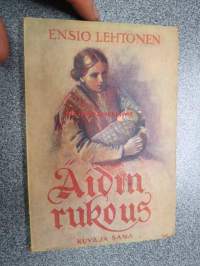 ENSIO LEHTONEN
Äidin
rukous
KUVA JA SANA